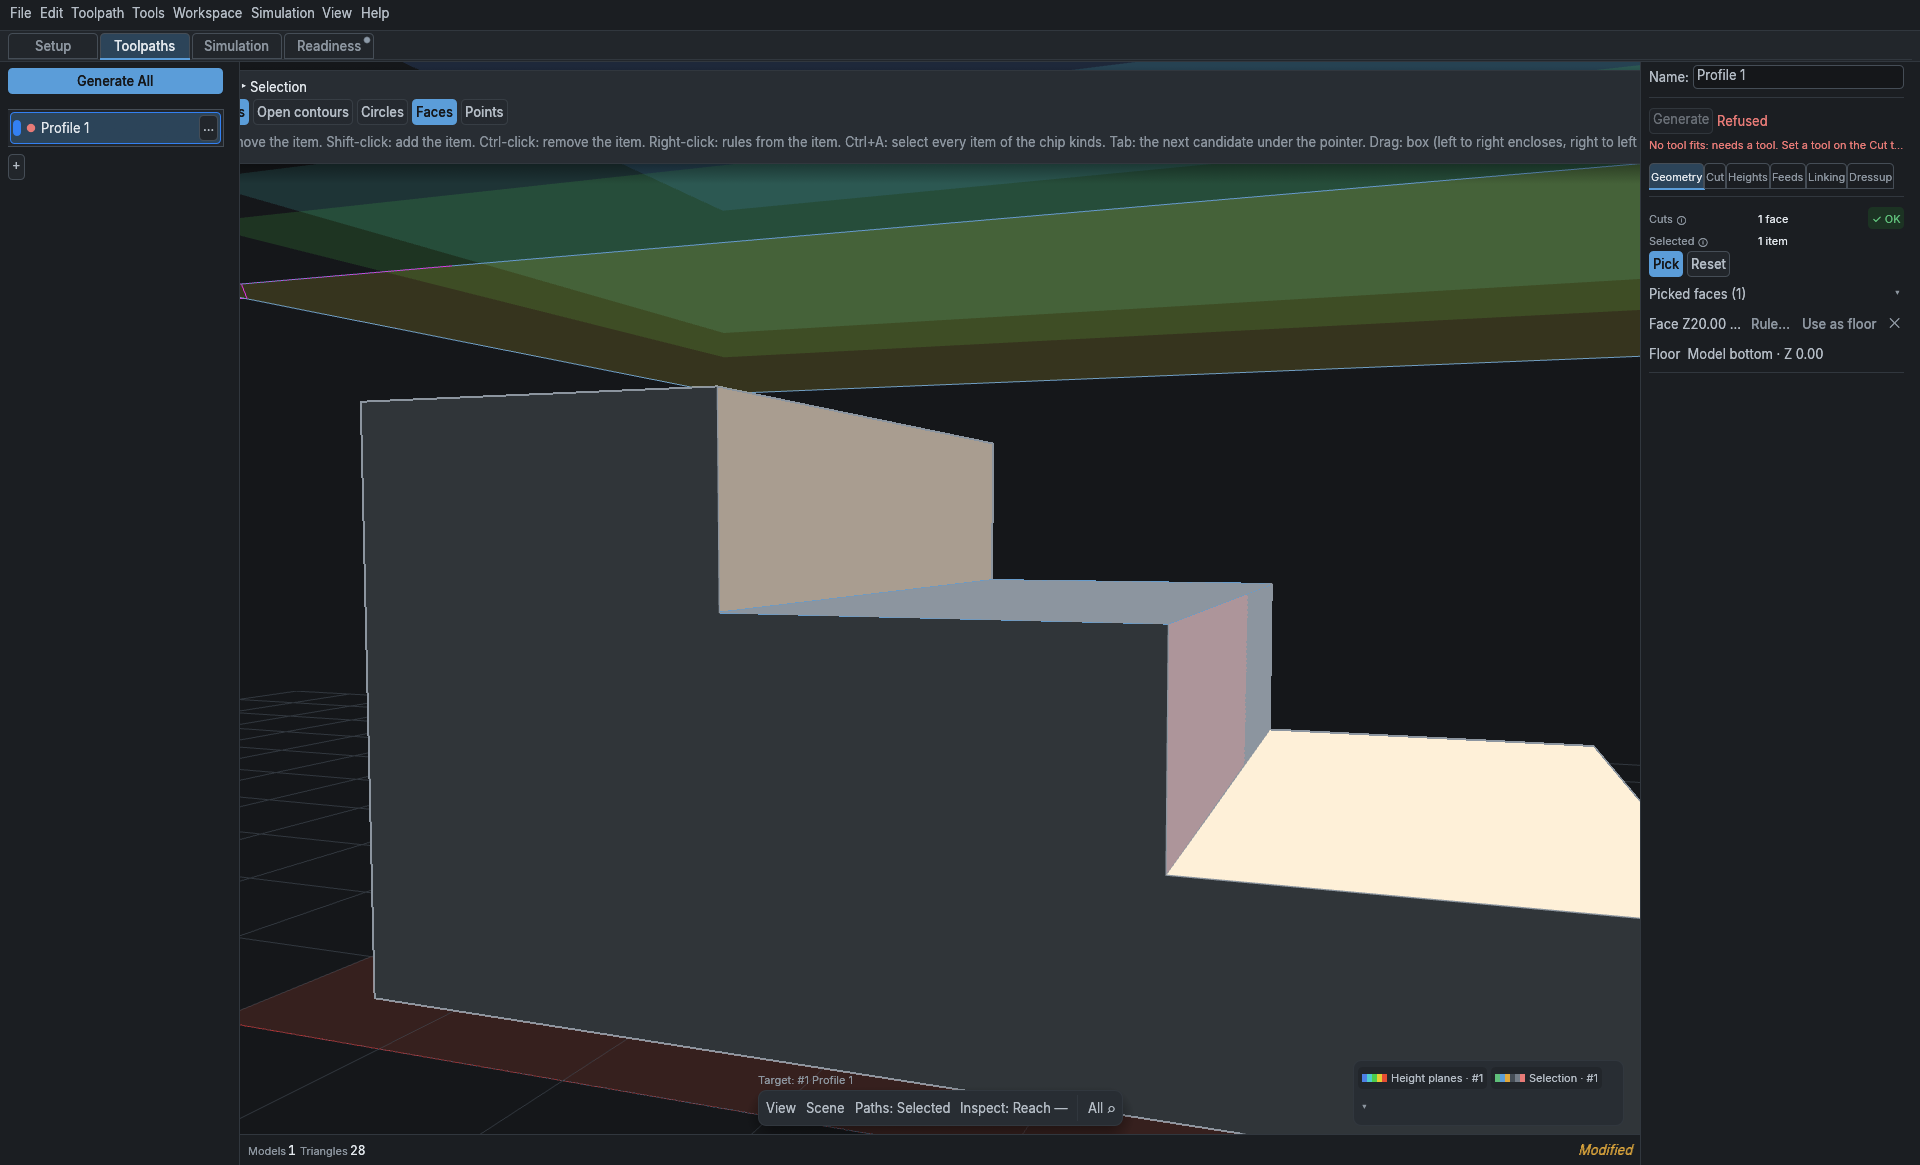 File Edit Toolpath Tools Workspace Simulation View Help
Setup Toolpaths Simulation Readiness
Generate All
Profile 1 ...
+
▸ Selection
s Open contours Circles Faces Points
nove the item. Shift-click: add the item. Ctrl-click: remove the item. Right-click: rules from the item. Ctrl+A: select every item of the chip kinds. Tab: the next candidate under the pointer. Drag: box (left to right encloses, right to left
Name: Profile 1
Generate Refused
No tool fits: needs a tool. Set a tool on the Cut t...
Geometry Cut Heights Feeds Linking Dressup
Cuts 1 face ✓ OK
Selected 1 item
Pick Reset
Picked faces (1)
Face Z20.00 ... Rule... Use as floor ✕
Floor Model bottom · Z 0.00
Height planes · #1 Selection · #1
Target: #1 Profile 1
View Scene Paths: Selected Inspect: Reach — All
Models 1 Triangles 28
Modified